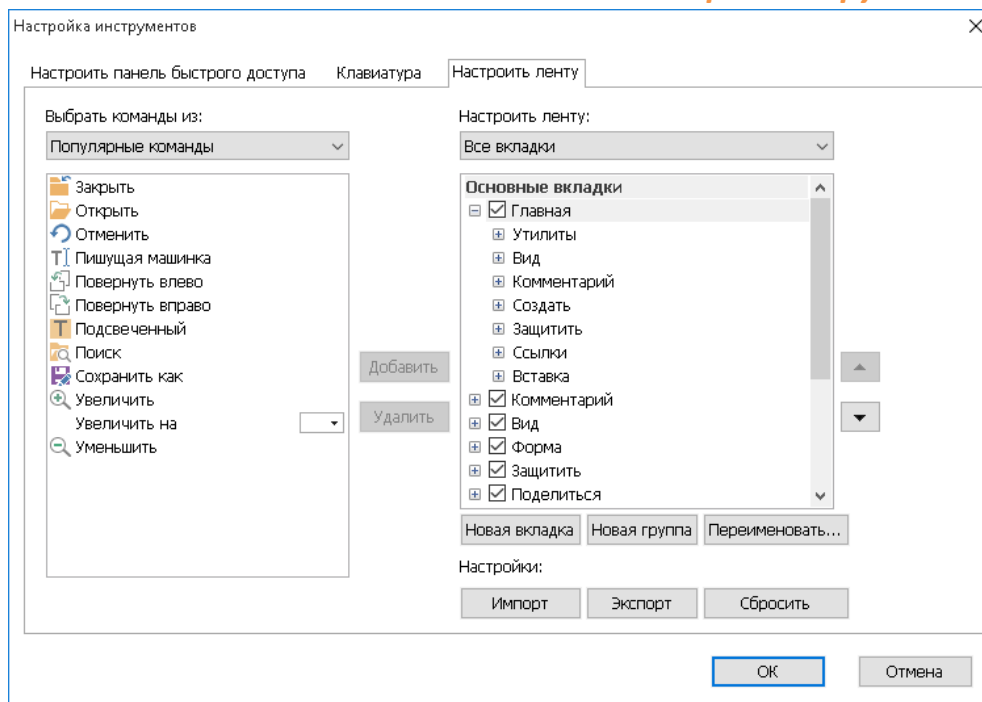 Настройка инструментов
Настроить панель быстрого доступа Клавиатура Настроить ленту
Выбрать команды из:
Популярные команды
Закрыть
Открыть
Отменить
Пишущая машинка
Повернуть влево
Повернуть вправо
Подсвеченный
Поиск
Сохранить как
Увеличить
Увеличить на
Уменьшить
Добавить
Удалить
Настроить ленту:
Все вкладки
Основные вкладки
Главная
Утилиты
Вид
Комментарий
Создать
Защитить
Ссылки
Вставка
Комментарий
Вид
Форма
Защитить
Поделиться
Новая вкладка Новая группа Переименовать...
Настройки:
Импорт Экспорт Сбросить
ОК Отмена